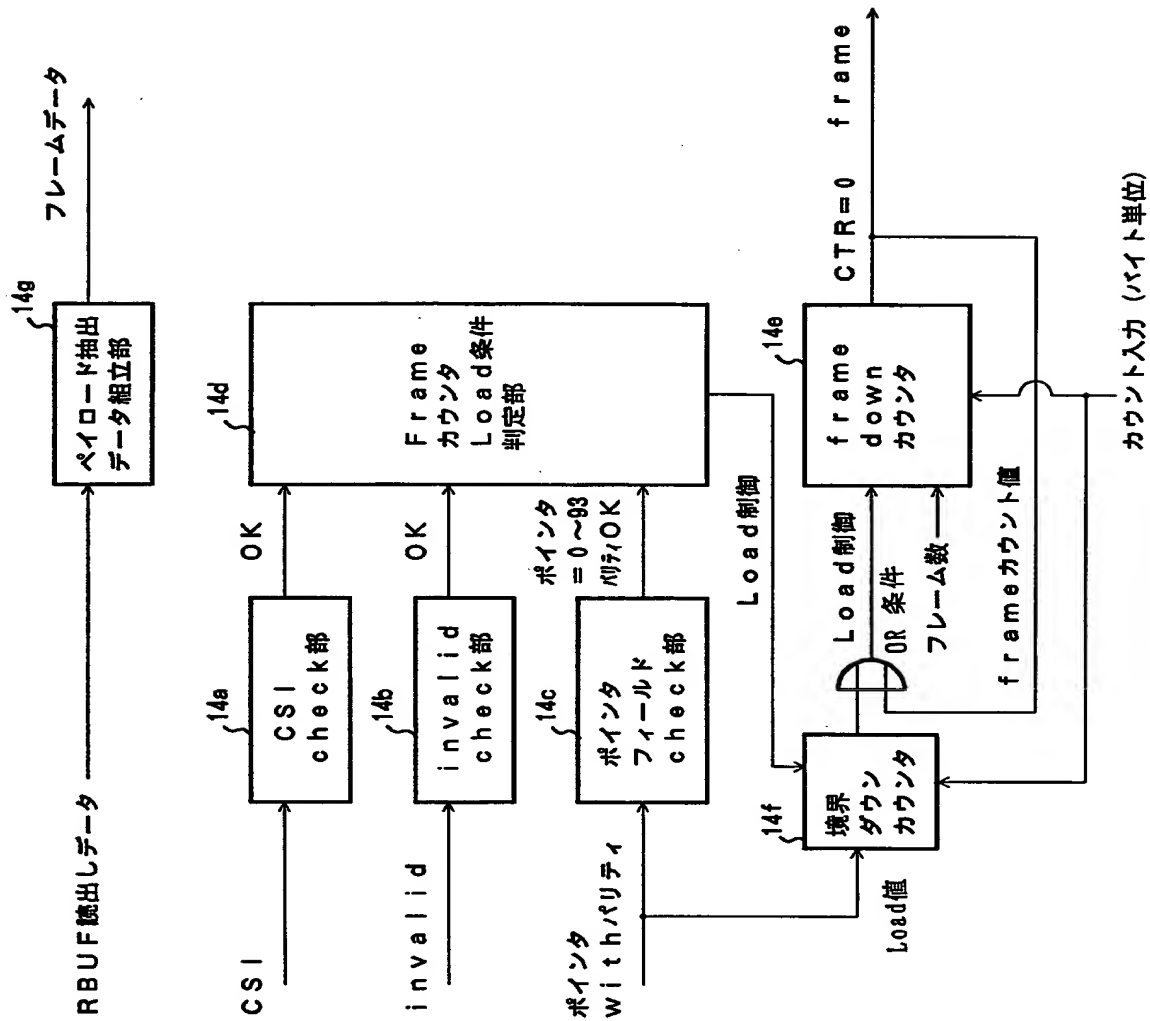 RBUF読出しデータ
14g
ペイロード抽出
データ組立部
フレームデータ
CSI
14a
CSI
check部
OK
invalid
14b
invalid
check部
OK
ポインタ
withパリティ
14c
ポインタ
フィールド
check部
ポインタ
=0~93
パリティOK
14d
Frame
カウンタ
Load条件
判定部
Load制御
Load値
14f
境界
ダウン
カウンタ
Load制御
OR 条件
フレーム数
frameカウント値
14e
frame
down
カウンタ
CTR=0 frame
カウント入力 (バイト単位)